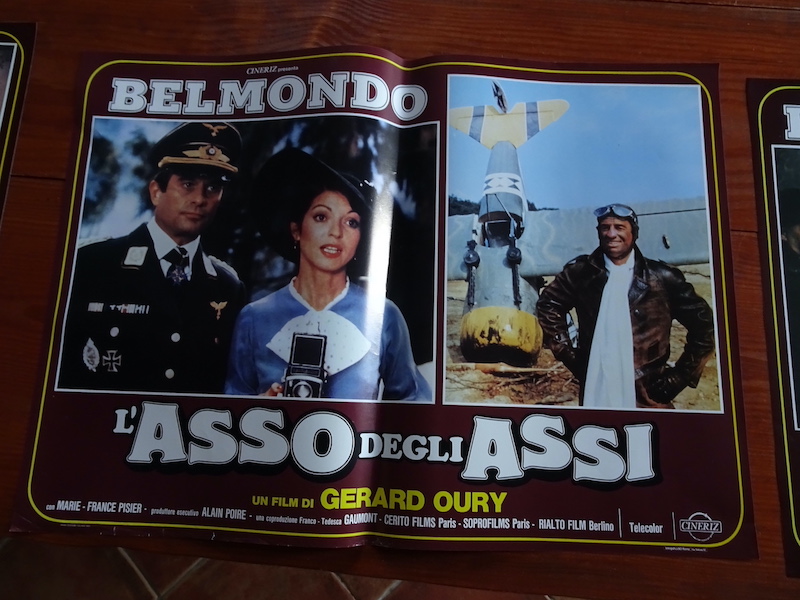 CINERIZ presenta
BELMONDO
L'ASSO DEGLI ASSI
UN FILM DI GERARD OURY
con MARIE - FRANCE PISIER - produttore esecutivo ALAIN POIRE - una coproduzione Franco - Tedesca GAUMONT - CERITO FILMS Paris - SOPROFILMS Paris - RIALTO FILM Berlino
Telecolor
CINERIZ